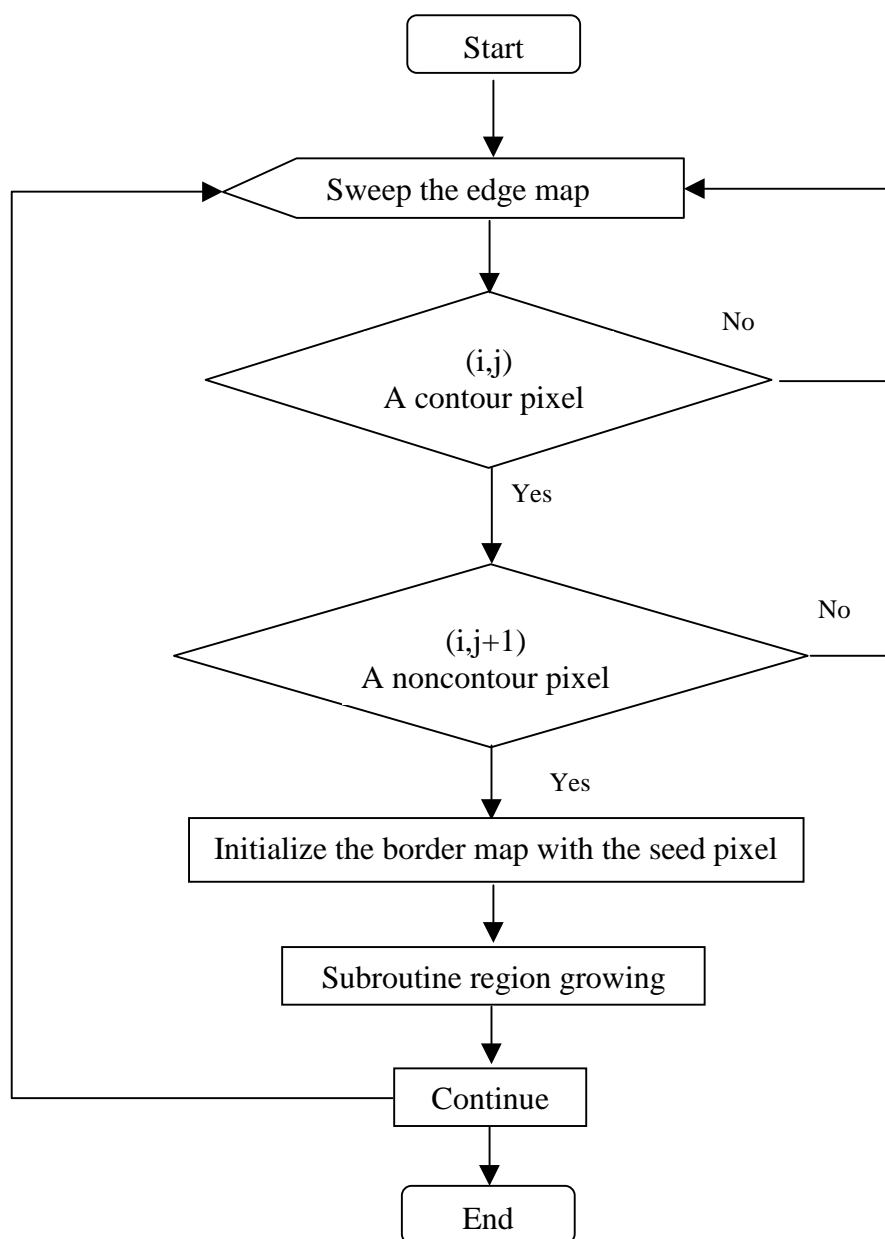 Start
Sweep the edge map
No
(i,j)
A contour pixel
Yes
No
(i,j+1)
A noncontour pixel
Yes
Initialize the border map with the seed pixel
Subroutine region growing
Continue
End